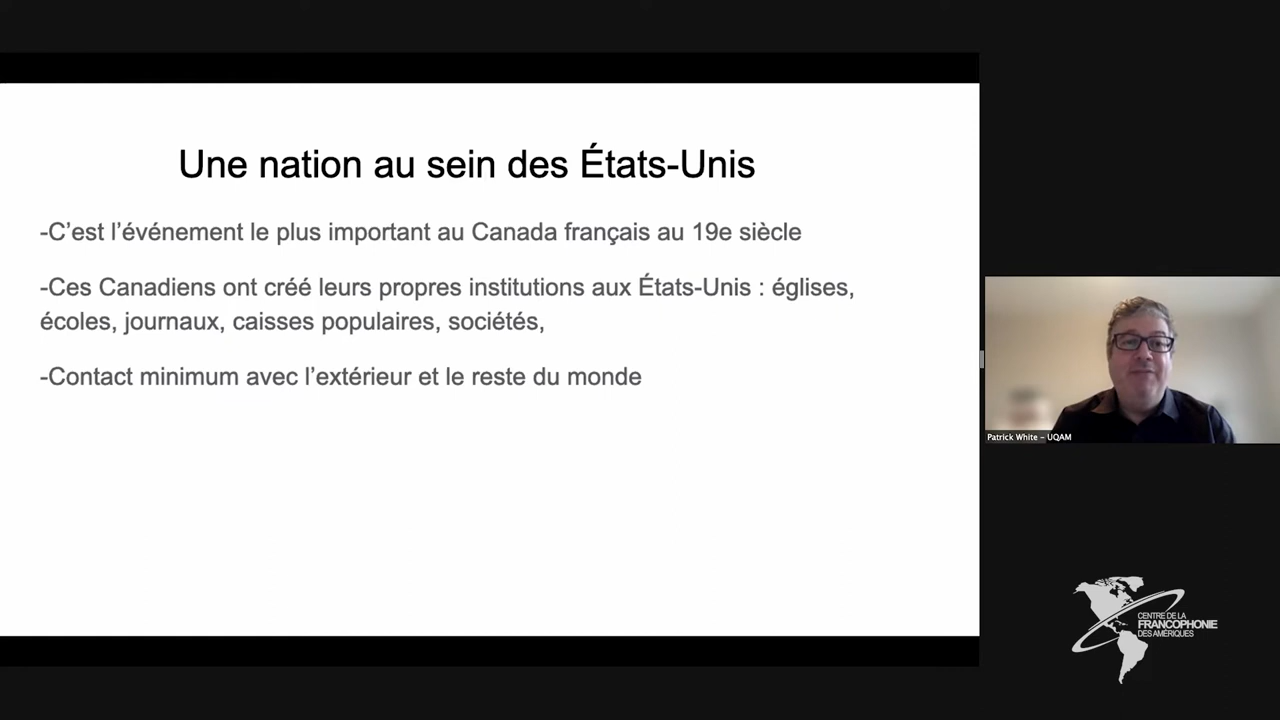 Une nation au sein des États-Unis
-C’est l’événement le plus important au Canada français au 19e siècle
-Ces Canadiens ont créé leurs propres institutions aux États-Unis : églises,
écoles, journaux, caisses populaires, sociétés,
-Contact minimum avec l’extérieur et le reste du monde
Patrick White – UQAM
CENTRE DE LA
FRANCOPHONIE
DES AMÉRIQUES